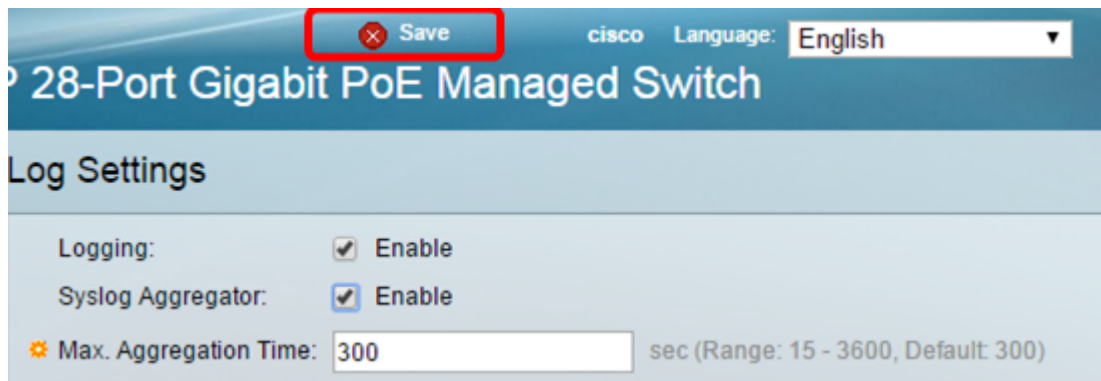 Save cisco Language: English
P 28-Port Gigabit PoE Managed Switch
Log Settings
Logging: Enable
Syslog Aggregator: Enable
Max. Aggregation Time: 300 sec (Range: 15 - 3600, Default: 300)